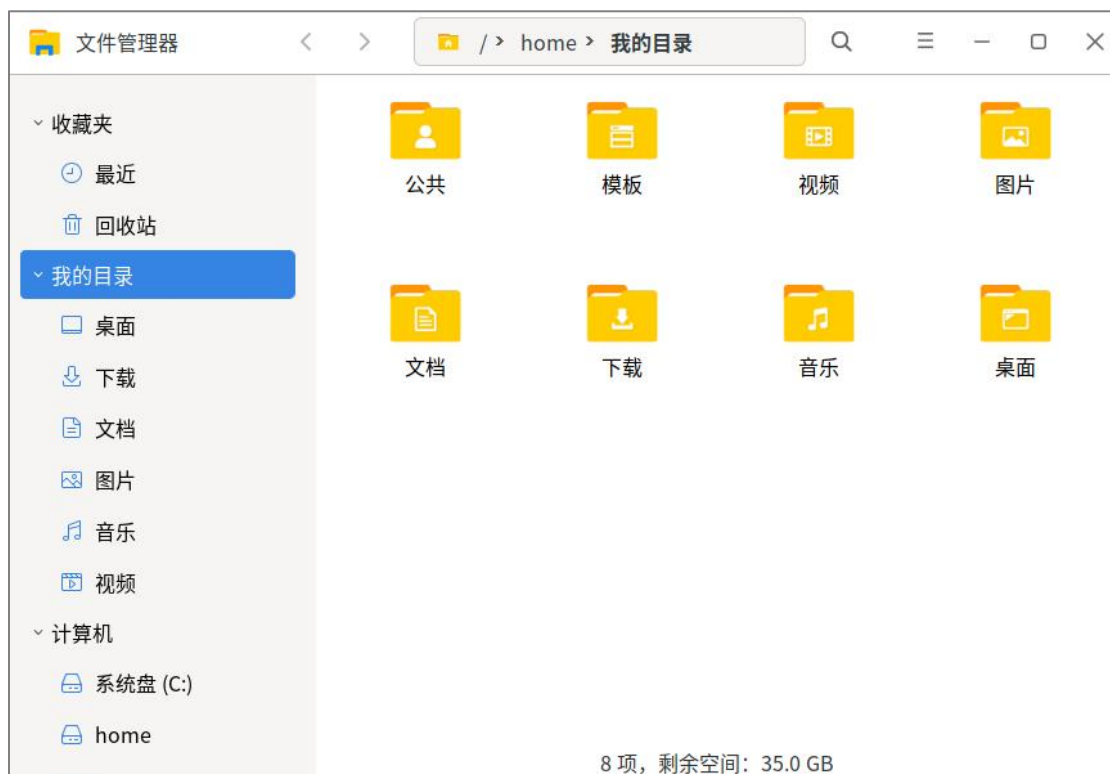 文件管理器
/ > home > 我的目录
收藏夹
最近
回收站
我的目录
桌面
下载
文档
图片
音乐
视频
计算机
系统盘 (C:)
home
公共 模板 视频 图片
文档 下载 音乐 桌面
8 项，剩余空间：35.0 GB